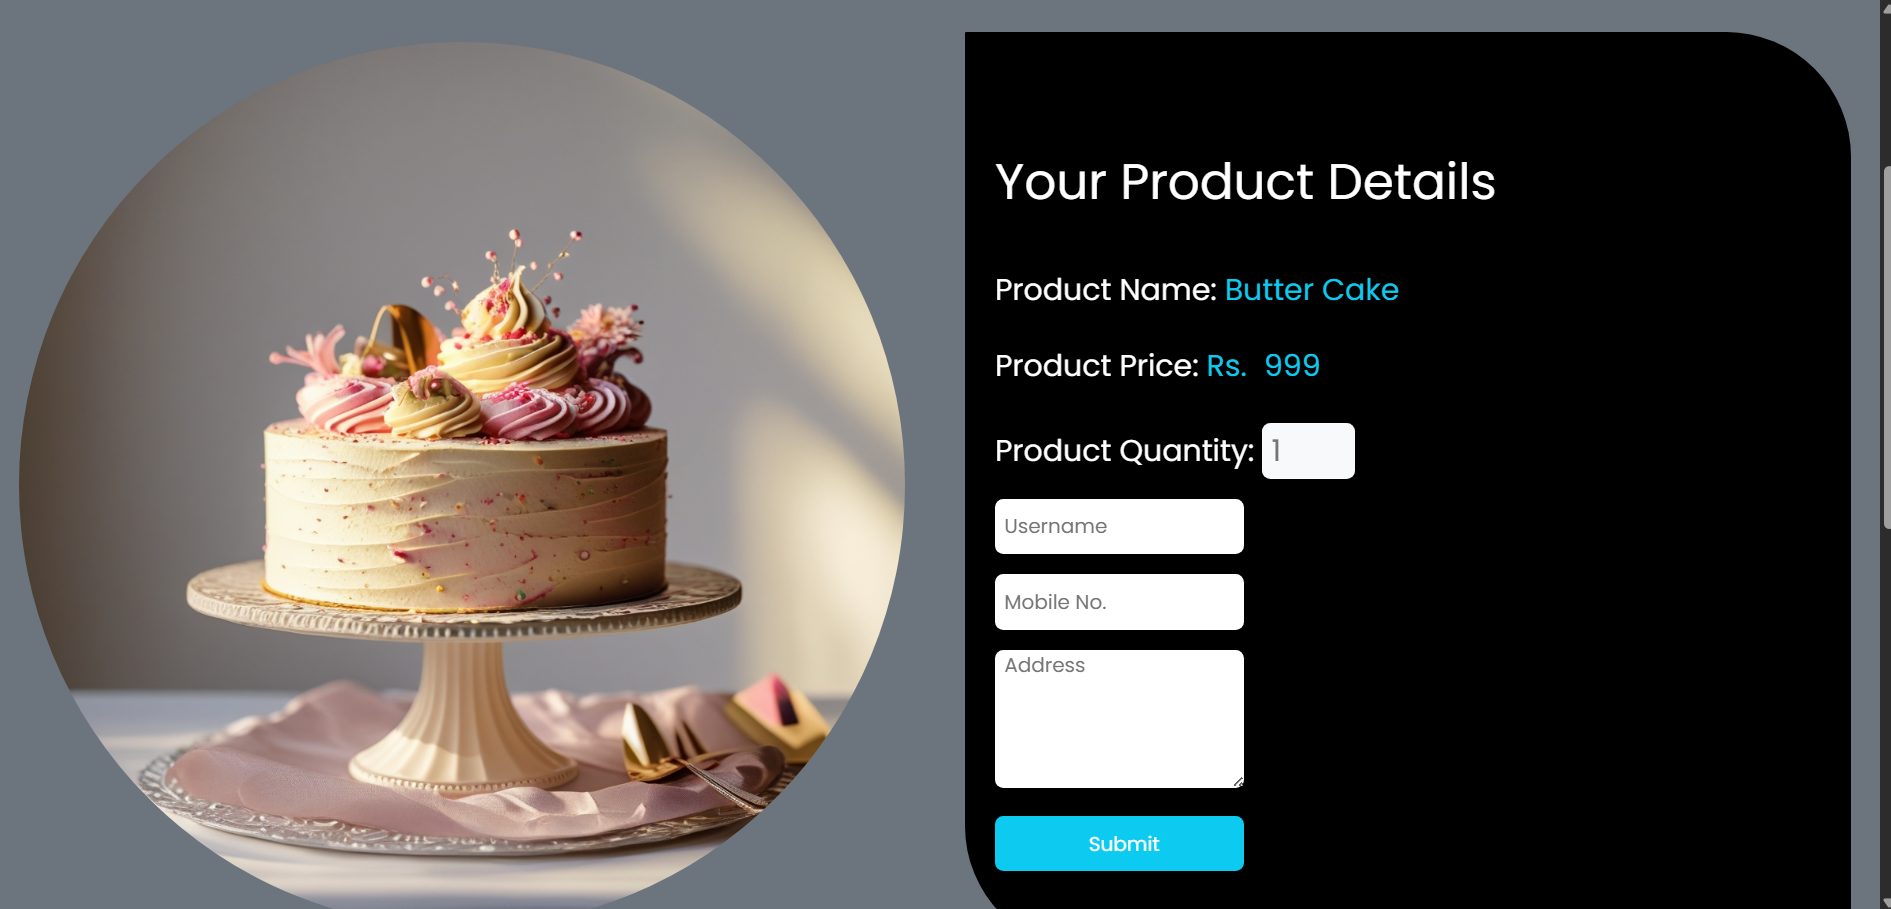 Your Product Details
Product Name: Butter Cake
Product Price: Rs. 999
Product Quantity: 1
Username
Mobile No.
Address
Submit